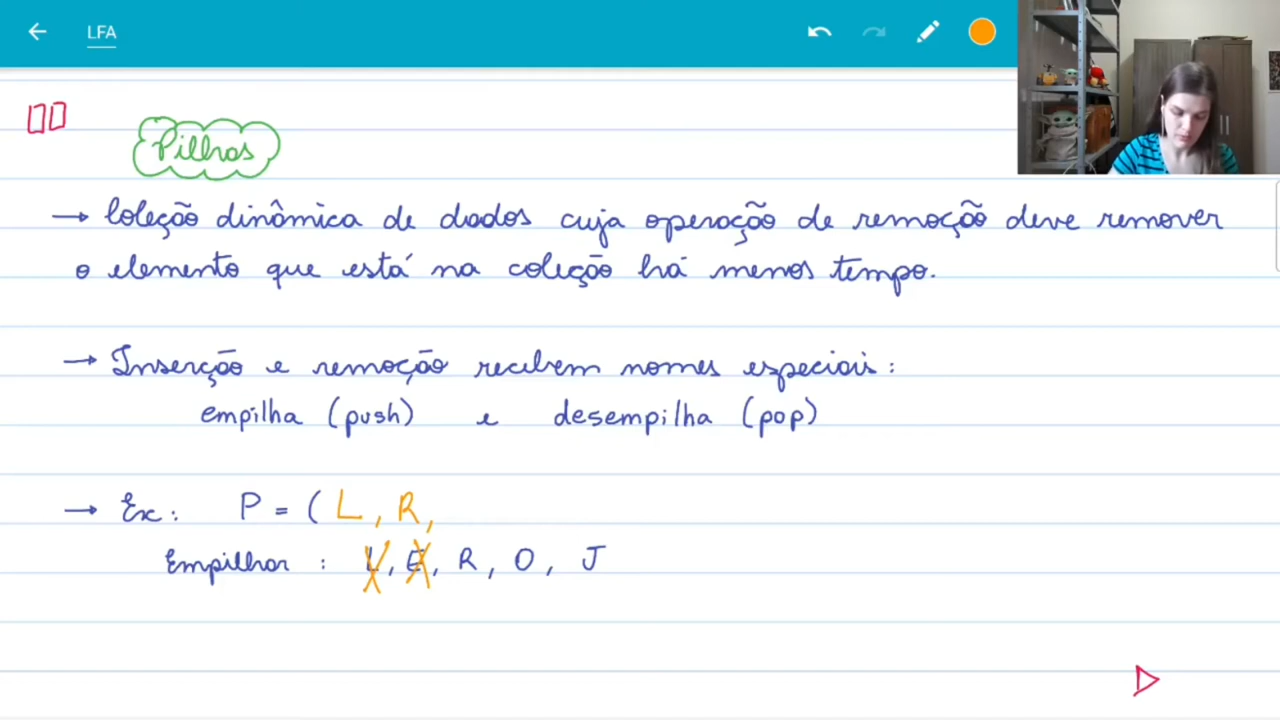 LFA
Pilhas
→ Coleção dinâmica de dados cuja operação de remoção deve remover
o elemento que está na coleção há menos tempo.
→ Inserção e remoção recebem nomes especiais:
empilha (push) e desempilha (pop)
→ Ex: P = ( L, R,
Empilhar : L, E, R, O, J